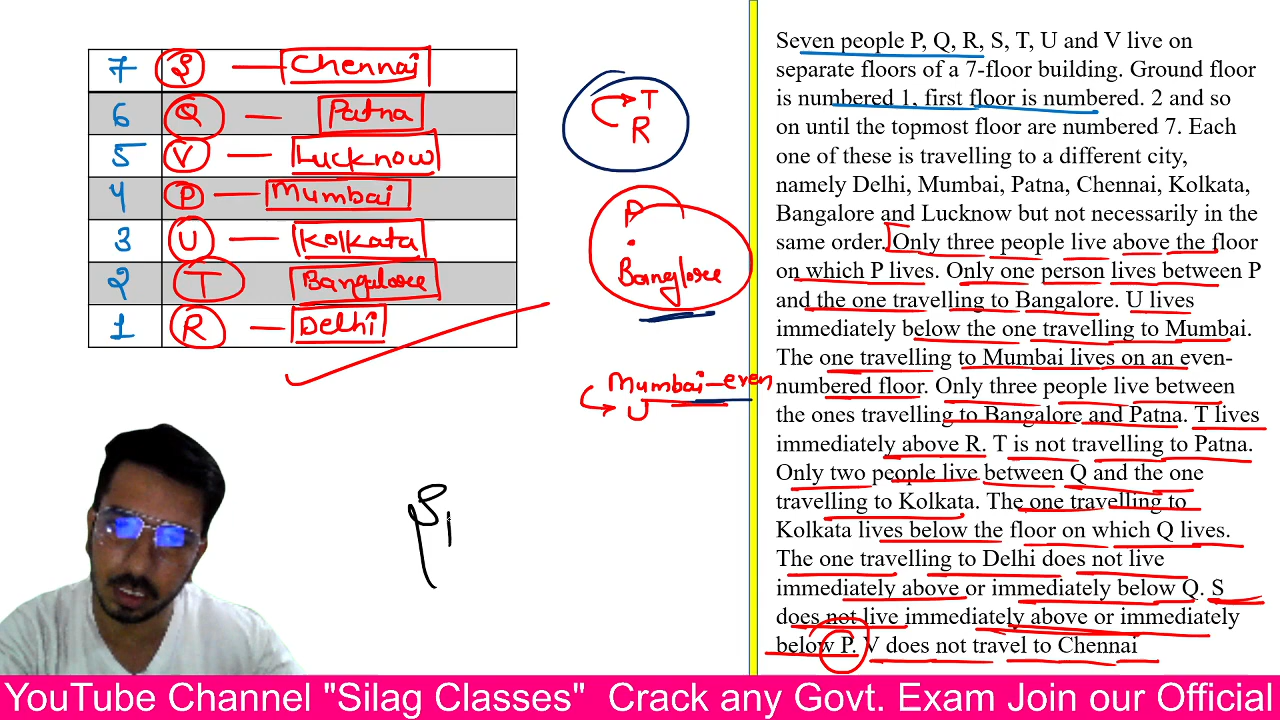 7 S — Chennai
6 Q — Patna
5 V — Lucknow
4 P — Mumbai
3 U — Kolkata
2 T Bangalore
1 R — Delhi
T
R
P
Banglore
Mumbai-even
U
Seven people P, Q, R, S, T, U and V live on
separate floors of a 7-floor building. Ground floor
is numbered 1, first floor is numbered. 2 and so
on until the topmost floor are numbered 7. Each
one of these is travelling to a different city,
namely Delhi, Mumbai, Patna, Chennai, Kolkata,
Bangalore and Lucknow but not necessarily in the
same order. Only three people live above the floor
on which P lives. Only one person lives between P
and the one travelling to Bangalore. U lives
immediately below the one travelling to Mumbai.
The one travelling to Mumbai lives on an even-
numbered floor. Only three people live between
the ones travelling to Bangalore and Patna. T lives
immediately above R. T is not travelling to Patna.
Only two people live between Q and the one
travelling to Kolkata. The one travelling to
Kolkata lives below the floor on which Q lives.
The one travelling to Delhi does not live
immediately above or immediately below Q. S
does not live immediately above or immediately
below P. V does not travel to Chennai
YouTube Channel "Silag Classes" Crack any Govt. Exam Join our Official